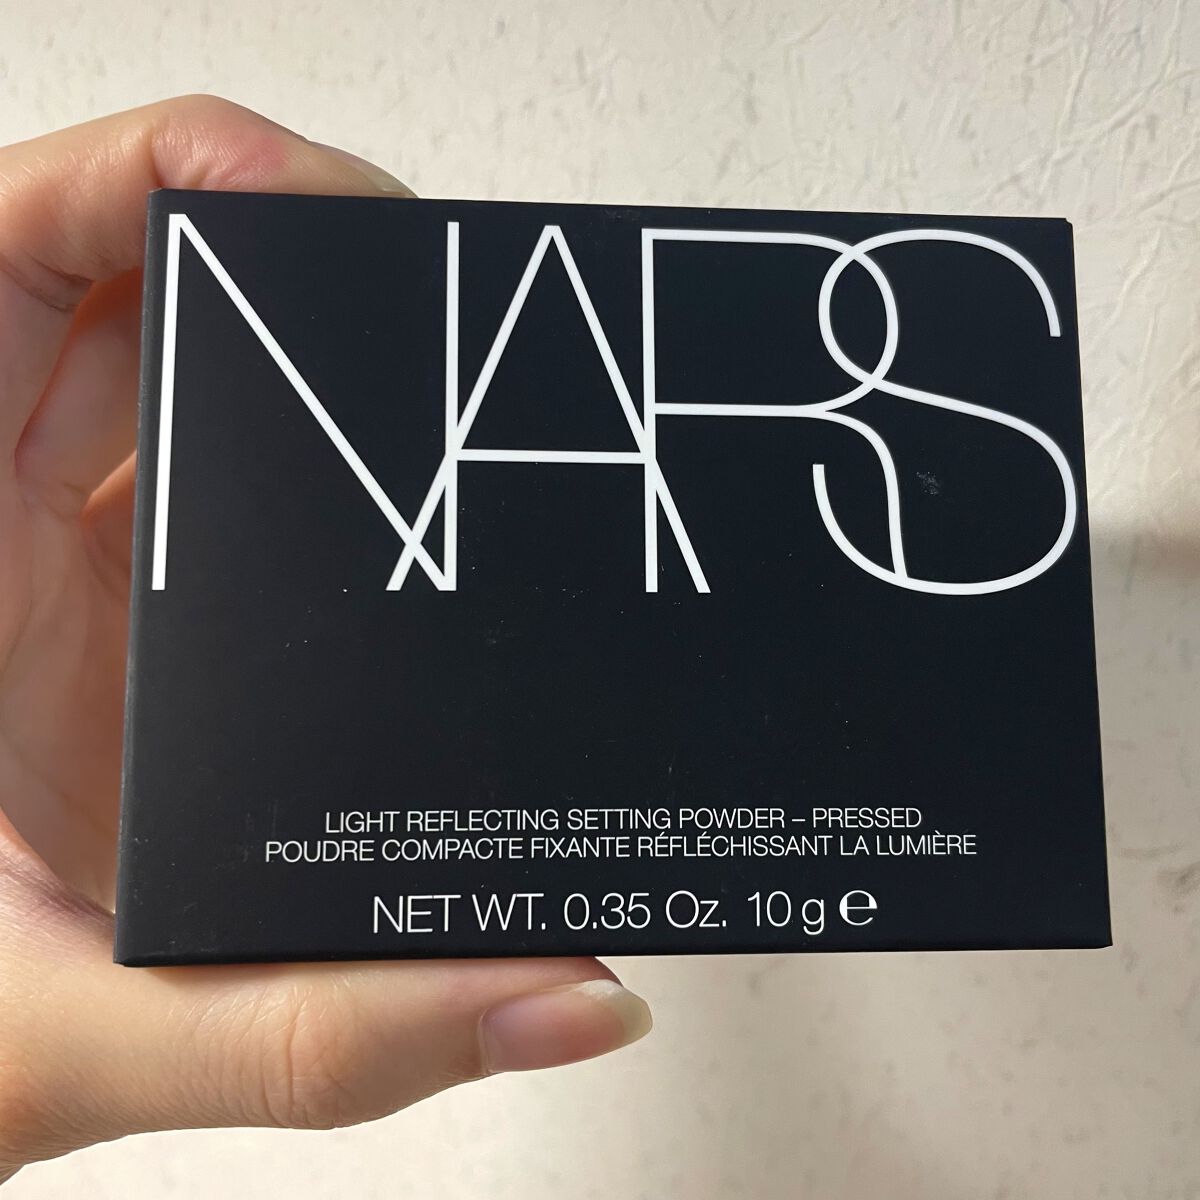 NARS
LIGHT REFLECTING SETTING POWDER – PRESSED
POUDRE COMPACTE FIXANTE RÉFLÉCHISSANT LA LUMIÈRE
NET WT. 0.35 Oz. 10 g ℮